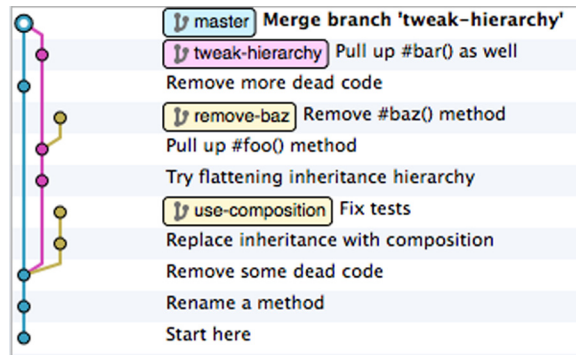 master Merge branch 'tweak-hierarchy'
tweak-hierarchy Pull up #bar() as well
Remove more dead code
remove-baz Remove #baz() method
Pull up #foo() method
Try flattening inheritance hierarchy
use-composition Fix tests
Replace inheritance with composition
Remove some dead code
Rename a method
Start here